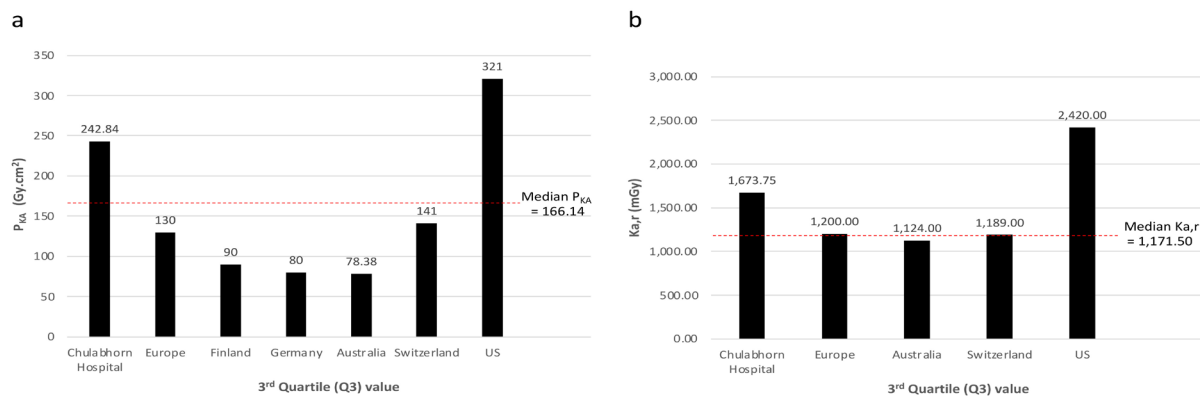 a
350
300
250
200
150
100
50
0
P_KA (Gy.cm²)
242.84
130
90
80
78.38
141
321
Median P_KA
= 166.14
Chulabhorn
Hospital
Europe
Finland
Germany
Australia
Switzerland
US
3rd Quartile (Q3) value
b
3,000.00
2,500.00
2,000.00
1,500.00
1,000.00
500.00
0.00
Ka,r (mGy)
1,673.75
1,200.00
1,124.00
1,189.00
2,420.00
Median Ka,r
= 1,171.50
Chulabhorn
Hospital
Europe
Australia
Switzerland
US
3rd Quartile (Q3) value